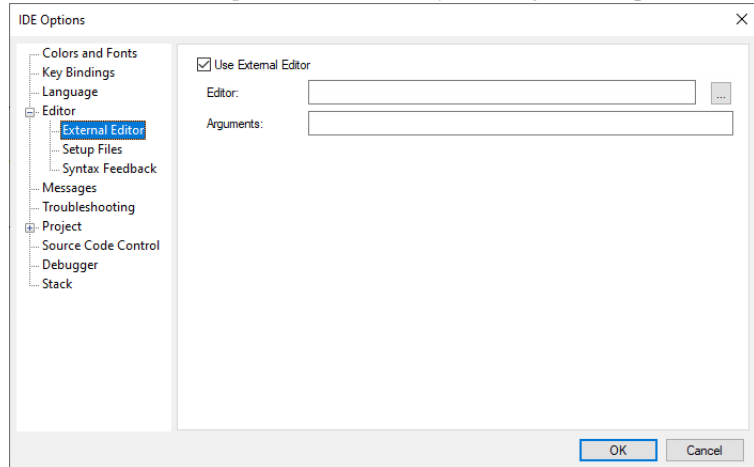 IDE Options
Colors and Fonts
Key Bindings
Language
Editor
External Editor
Setup Files
Syntax Feedback
Messages
Troubleshooting
Project
Source Code Control
Debugger
Stack
Use External Editor
Editor:
...
Arguments:
OK
Cancel